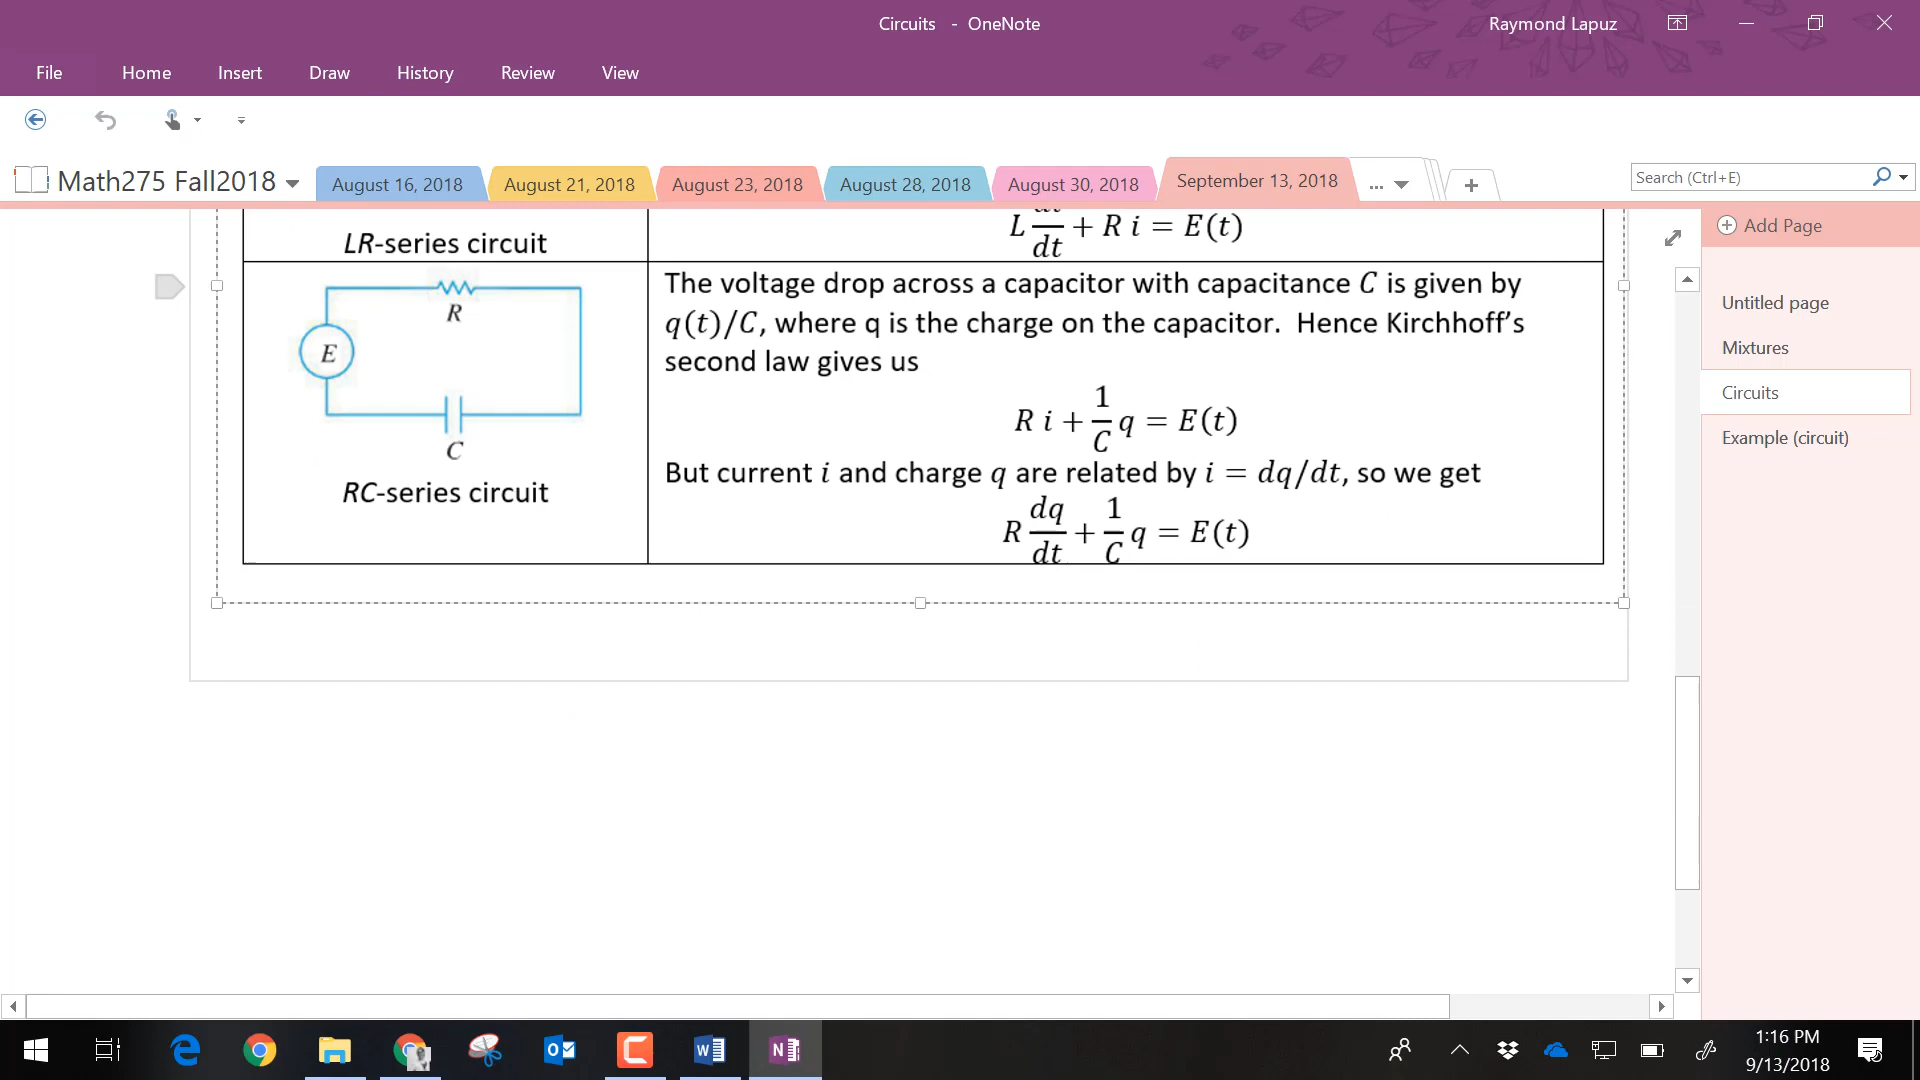 Circuits - OneNote
Raymond Lapuz
File Home Insert Draw History Review View
Math275 Fall2018
August 16, 2018
August 21, 2018
August 23, 2018
August 28, 2018
August 30, 2018
September 13, 2018
...
Search (Ctrl+E)
LR-series circuit
L di/dt + R i = E(t)
R
E
C
RC-series circuit
The voltage drop across a capacitor with capacitance C is given by
q(t)/C, where q is the charge on the capacitor. Hence Kirchhoff's
second law gives us
R i + 1/C q = E(t)
But current i and charge q are related by i = dq/dt, so we get
R dq/dt + 1/C q = E(t)
Add Page
Untitled page
Mixtures
Circuits
Example (circuit)
1:16 PM
9/13/2018